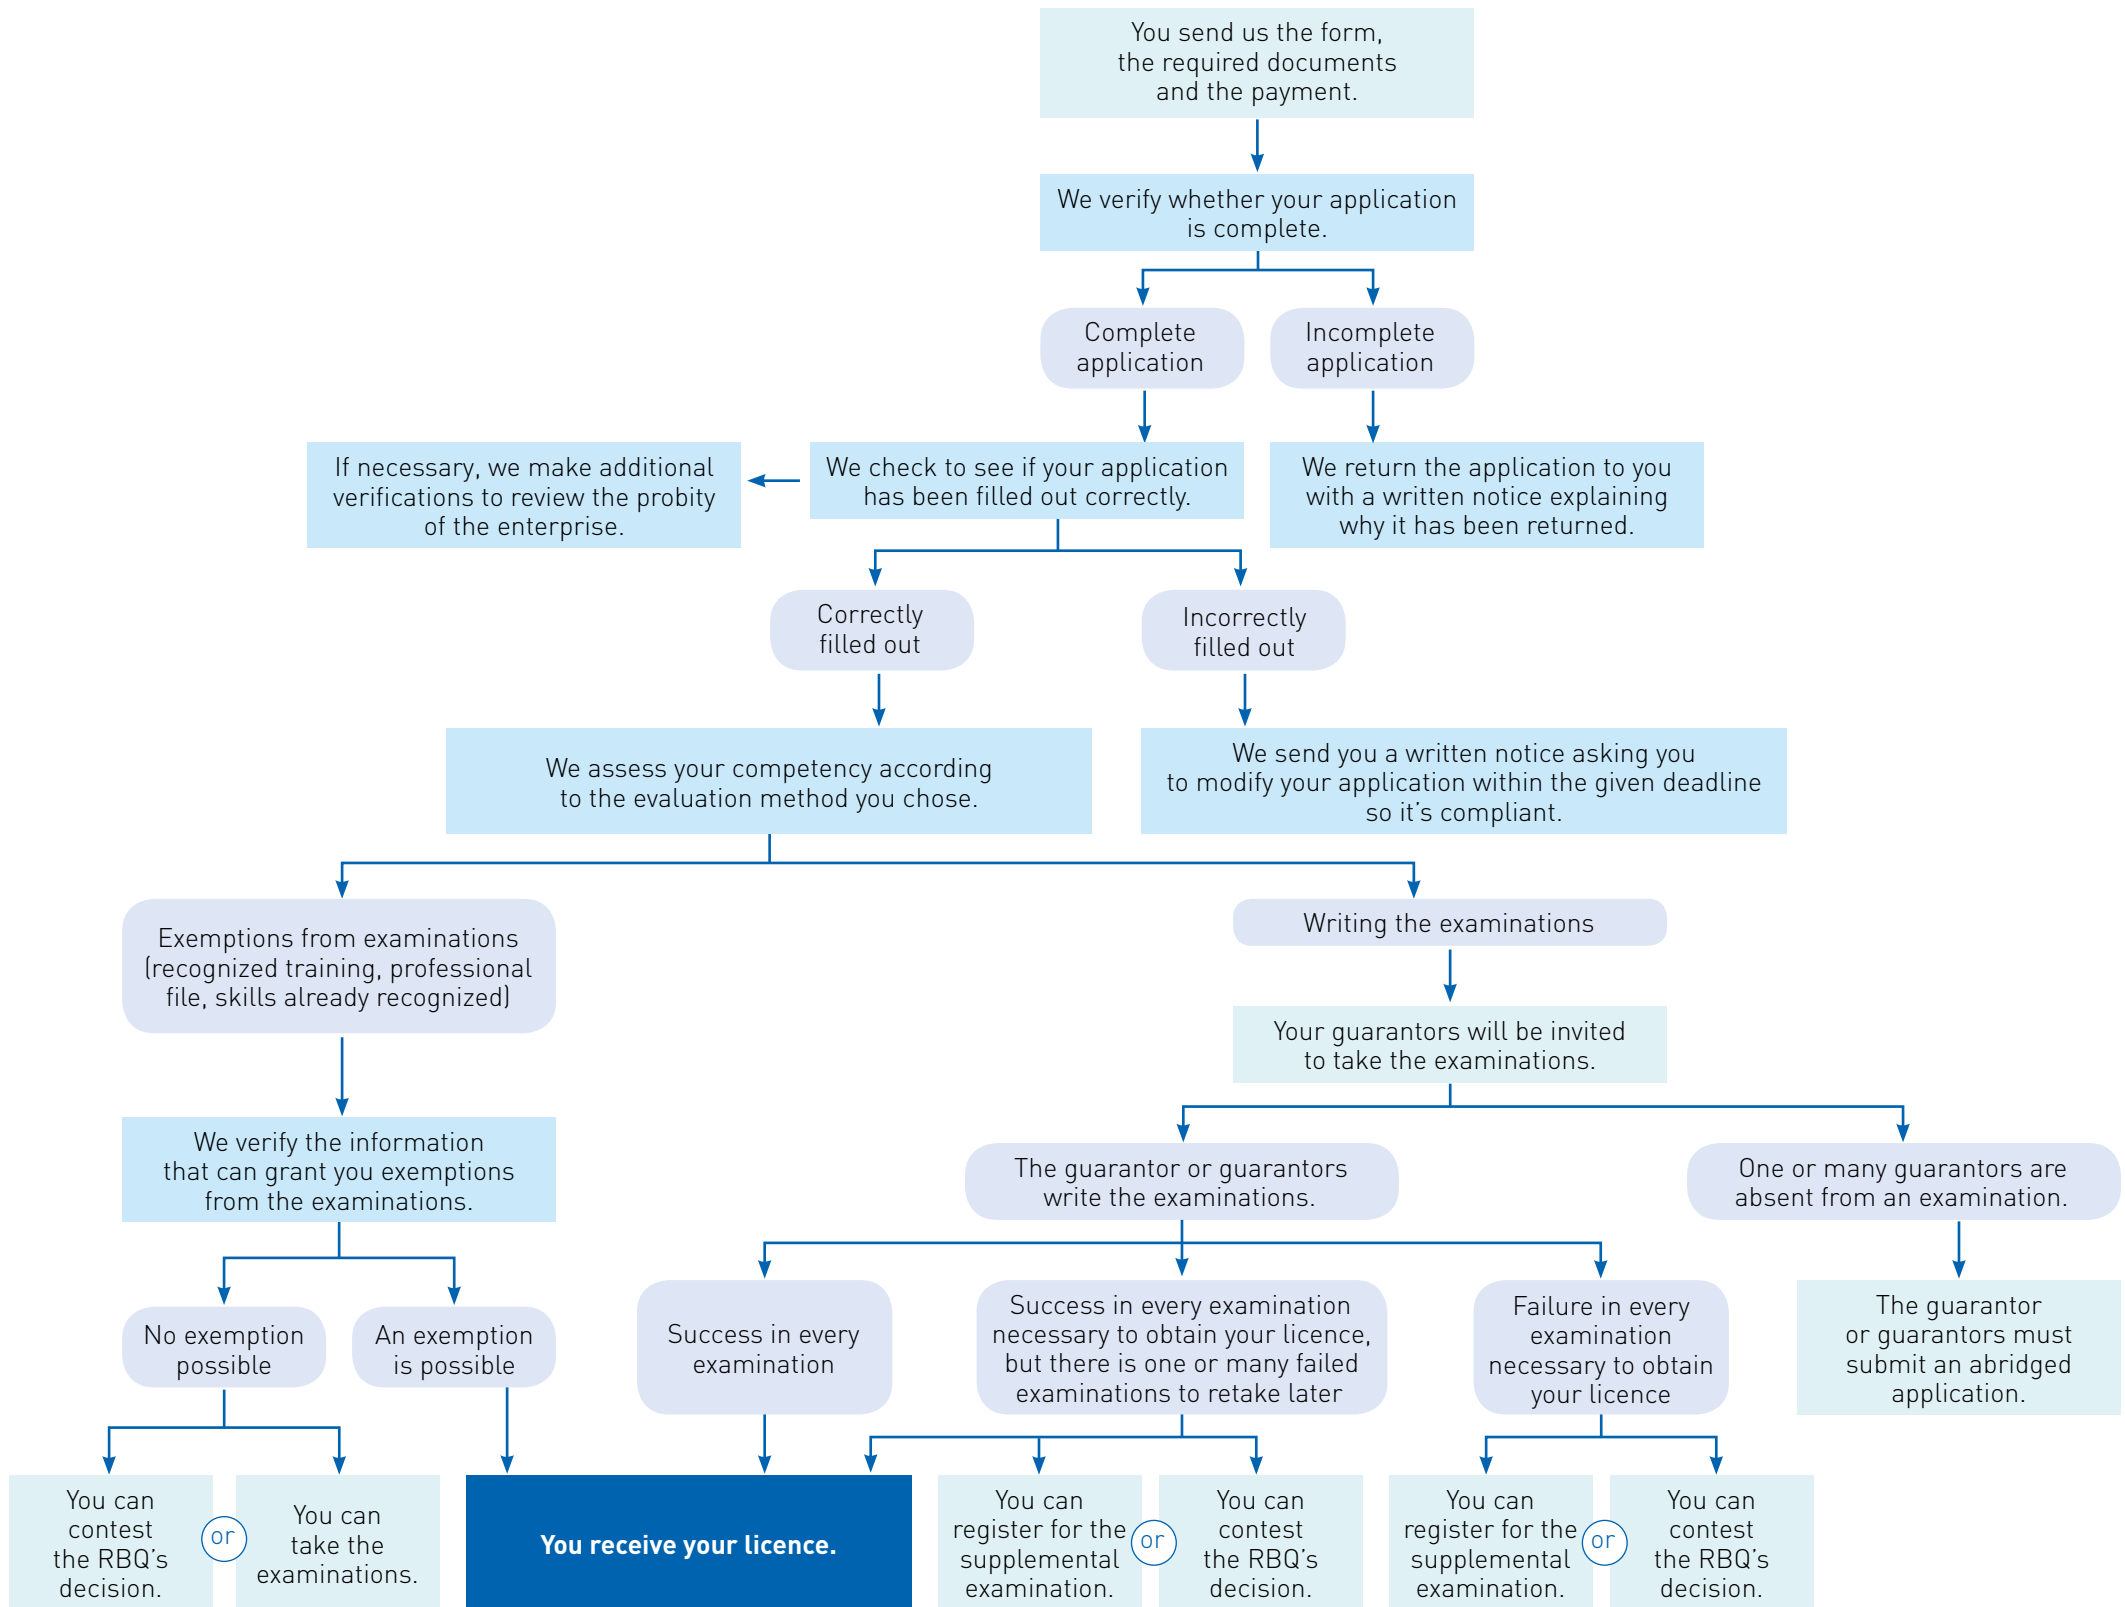 You send us the form,
the required documents
and the payment.
We verify whether your application
is complete.
Complete
application
Incomplete
application
If necessary, we make additional
verifications to review the probity
of the enterprise.
We check to see if your application
has been filled out correctly.
We return the application to you
with a written notice explaining
why it has been returned.
Correctly
filled out
Incorrectly
filled out
We assess your competency according
to the evaluation method you chose.
We send you a written notice asking you
to modify your application within the given deadline
so it’s compliant.
Exemptions from examinations
(recognized training, professional
file, skills already recognized)
Writing the examinations
Your guarantors will be invited
to take the examinations.
We verify the information
that can grant you exemptions
from the examinations.
The guarantor or guarantors
write the examinations.
One or many guarantors are
absent from an examination.
No exemption
possible
An exemption
is possible
Success in every
examination
Success in every examination
necessary to obtain your licence,
but there is one or many failed
examinations to retake later
Failure in every
examination
necessary to obtain
your licence
The guarantor
or guarantors must
submit an abridged
application.
You can
contest
the RBQ’s
decision.
or
You can
take the
examinations.
You receive your licence.
You can
register for the
supplemental
examination.
or
You can
contest
the RBQ’s
decision.
You can
register for the
supplemental
examination.
or
You can
contest
the RBQ’s
decision.